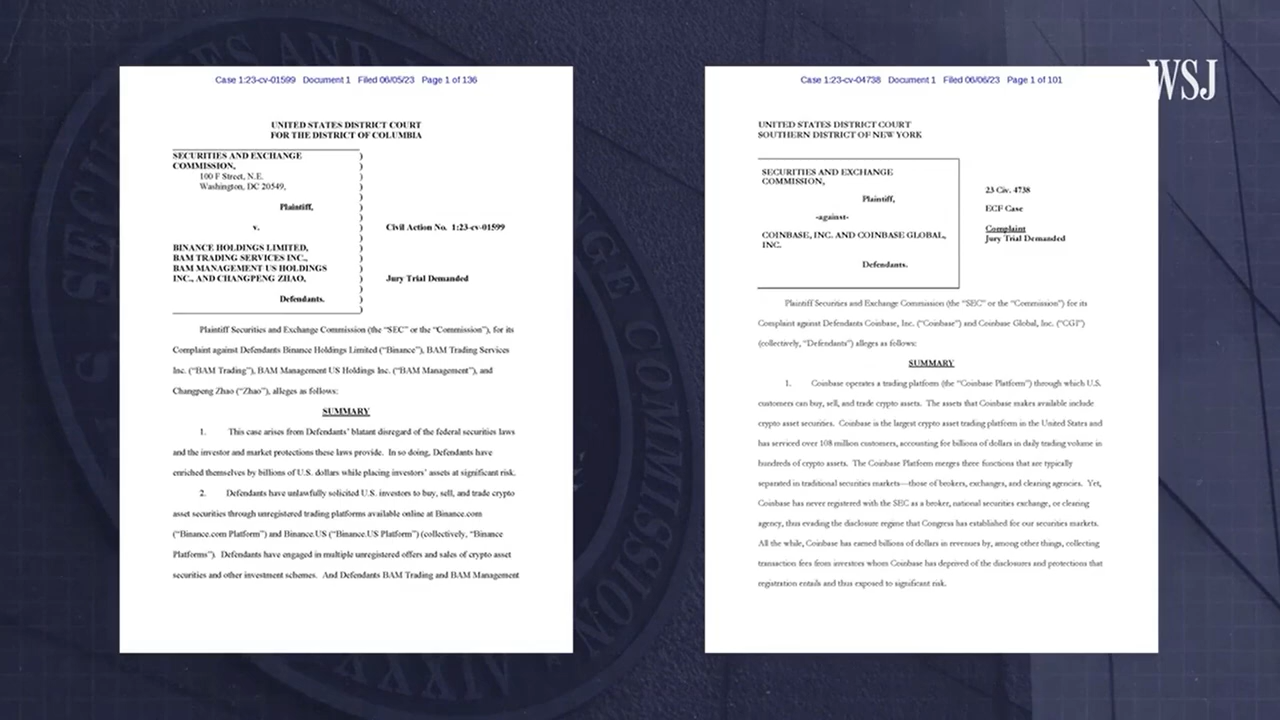 WSJ
Case 1:23-cv-01599 Document 1 Filed 06/05/23 Page 1 of 136
UNITED STATES DISTRICT COURT
FOR THE DISTRICT OF COLUMBIA
SECURITIES AND EXCHANGE
COMMISSION,
100 F Street, N.E.
Washington, DC 20549,
Plaintiff,
v.
Civil Action No. 1:23-cv-01599
BINANCE HOLDINGS LIMITED,
BAM TRADING SERVICES INC.,
BAM MANAGEMENT US HOLDINGS
INC., AND CHANGPENG ZHAO,
Jury Trial Demanded
Defendants.
Plaintiff Securities and Exchange Commission (the “SEC” or the “Commission”), for its
Complaint against Defendants Binance Holdings Limited (“Binance”), BAM Trading Services
Inc. (“BAM Trading”), BAM Management US Holdings Inc. (“BAM Management”), and
Changpeng Zhao (“Zhao”), alleges as follows:
SUMMARY
1. This case arises from Defendants’ blatant disregard of the federal securities laws
and the investor and market protections these laws provide. In so doing, Defendants have
enriched themselves by billions of U.S. dollars while placing investors’ assets at significant risk.
2. Defendants have unlawfully solicited U.S. investors to buy, sell, and trade crypto
asset securities through unregistered trading platforms available online at Binance.com
(“Binance.com Platform”) and Binance.US (“Binance.US Platform”) (collectively, “Binance
Platforms”). Defendants have engaged in multiple unregistered offers and sales of crypto asset
securities and other investment schemes. And Defendants BAM Trading and BAM Management
Case 1:23-cv-04738 Document 1 Filed 06/06/23 Page 1 of 101
UNITED STATES DISTRICT COURT
SOUTHERN DISTRICT OF NEW YORK
SECURITIES AND EXCHANGE
COMMISSION,
Plaintiff,
-against-
COINBASE, INC. AND COINBASE GLOBAL,
INC.
Defendants.
23 Civ. 4738
ECF Case
Complaint
Jury Trial Demanded
Plaintiff Securities and Exchange Commission (the “SEC” or the “Commission”) for its
Complaint against Defendants Coinbase, Inc. (“Coinbase”) and Coinbase Global, Inc. (“CGI”)
(collectively, “Defendants”) alleges as follows:
SUMMARY
1. Coinbase operates a trading platform (the “Coinbase Platform”) through which U.S.
customers can buy, sell, and trade crypto assets. The assets that Coinbase makes available include
crypto asset securities. Coinbase is the largest crypto asset trading platform in the United States and
has serviced over 108 million customers, accounting for billions of dollars in daily trading volume in
hundreds of crypto assets. The Coinbase Platform merges three functions that are typically
separated in traditional securities markets—those of brokers, exchanges, and clearing agencies. Yet,
Coinbase has never registered with the SEC as a broker, national securities exchange, or clearing
agency, thus evading the disclosure regime that Congress has established for our securities markets.
All the while, Coinbase has earned billions of dollars in revenues by, among other things, collecting
transaction fees from investors whom Coinbase has deprived of the disclosures and protections that
registration entails and thus exposed to significant risk.